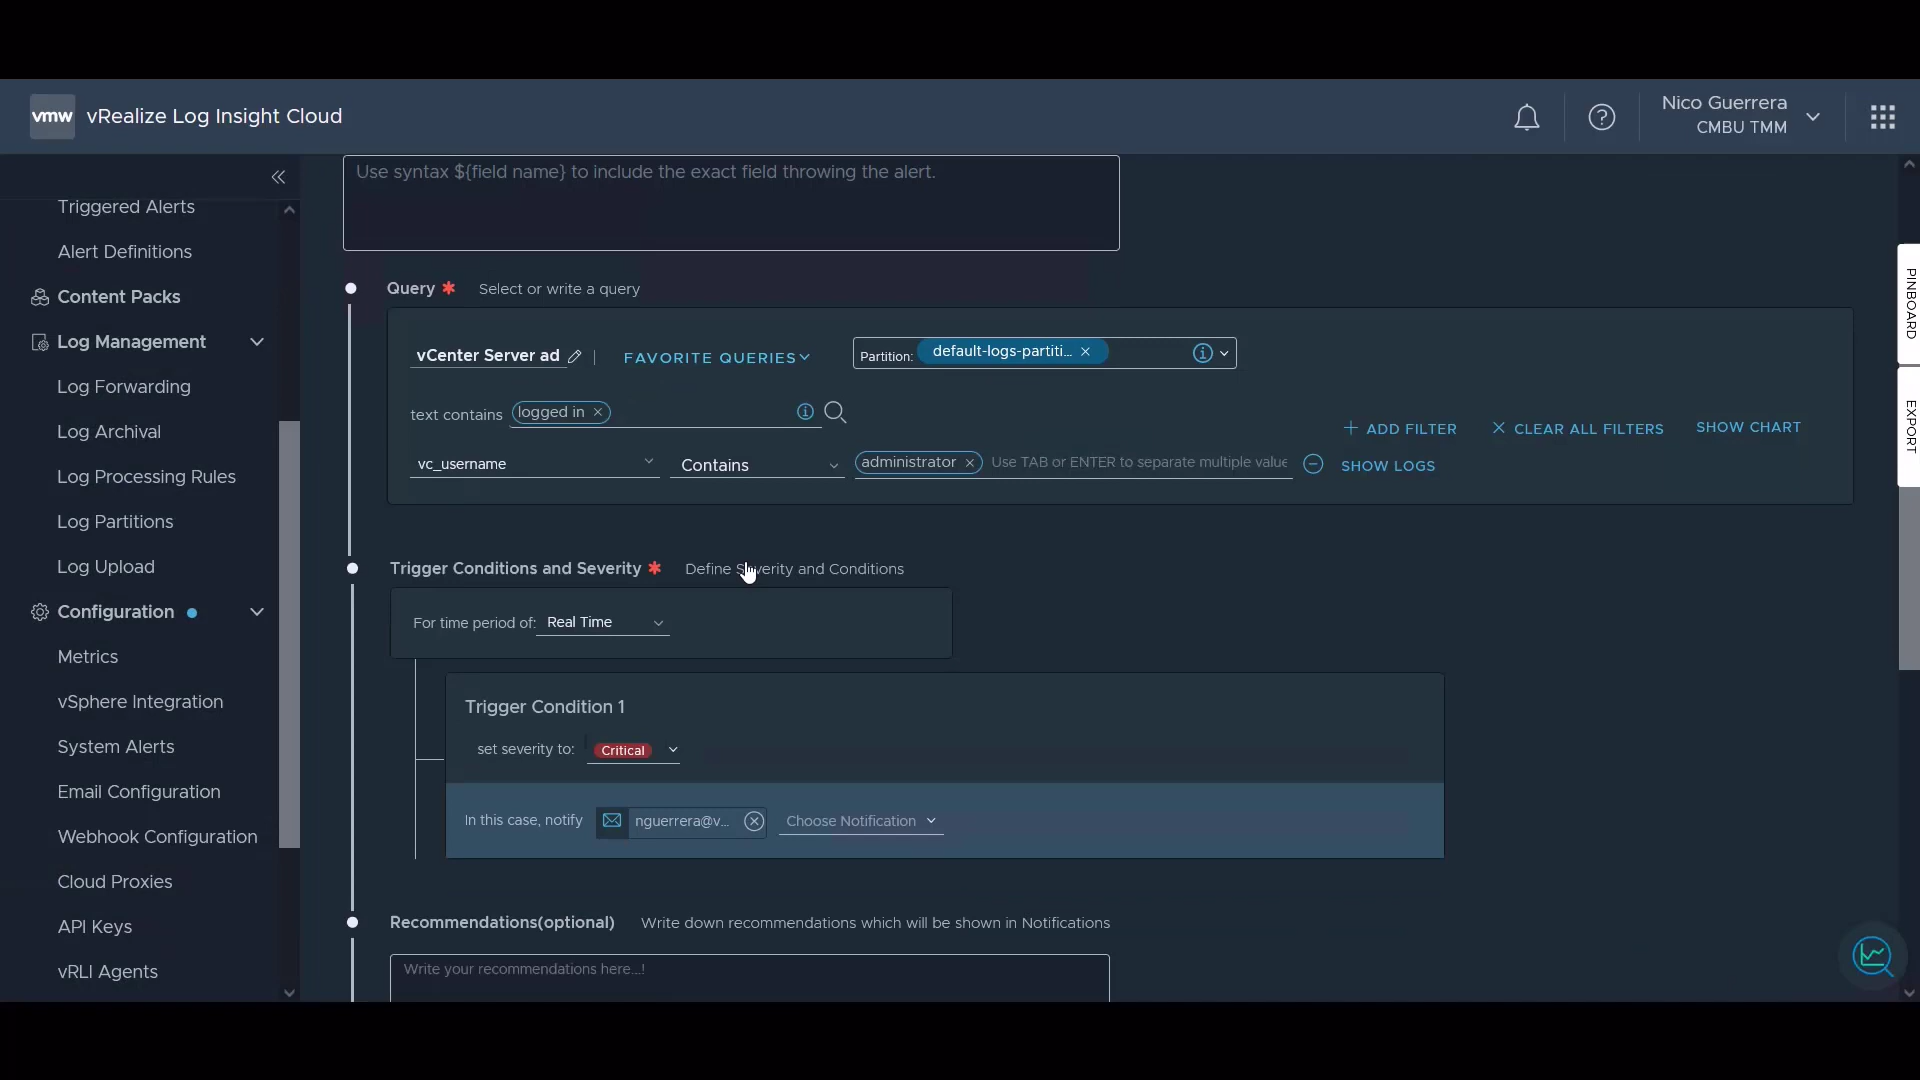 vmw vRealize Log Insight Cloud
Nico Guerrera
CMBU TMM
Triggered Alerts
Alert Definitions
Content Packs
Log Management
Log Forwarding
Log Archival
Log Processing Rules
Log Partitions
Log Upload
Configuration
Metrics
vSphere Integration
System Alerts
Email Configuration
Webhook Configuration
Cloud Proxies
API Keys
vRLI Agents
Use syntax ${field name} to include the exact field throwing the alert.
Query * Select or write a query
vCenter Server ad | FAVORITE QUERIES Partition: default-logs-partiti...
text contains logged in
+ ADD FILTER × CLEAR ALL FILTERS SHOW CHART
vc_username Contains administrator Use TAB or ENTER to separate multiple value SHOW LOGS
Trigger Conditions and Severity * Define Severity and Conditions
For time period of: Real Time
Trigger Condition 1
set severity to: Critical
In this case, notify nguerrera@v... Choose Notification
Recommendations(optional) Write down recommendations which will be shown in Notifications
Write your recommendations here...!
PINBOARD
EXPORT